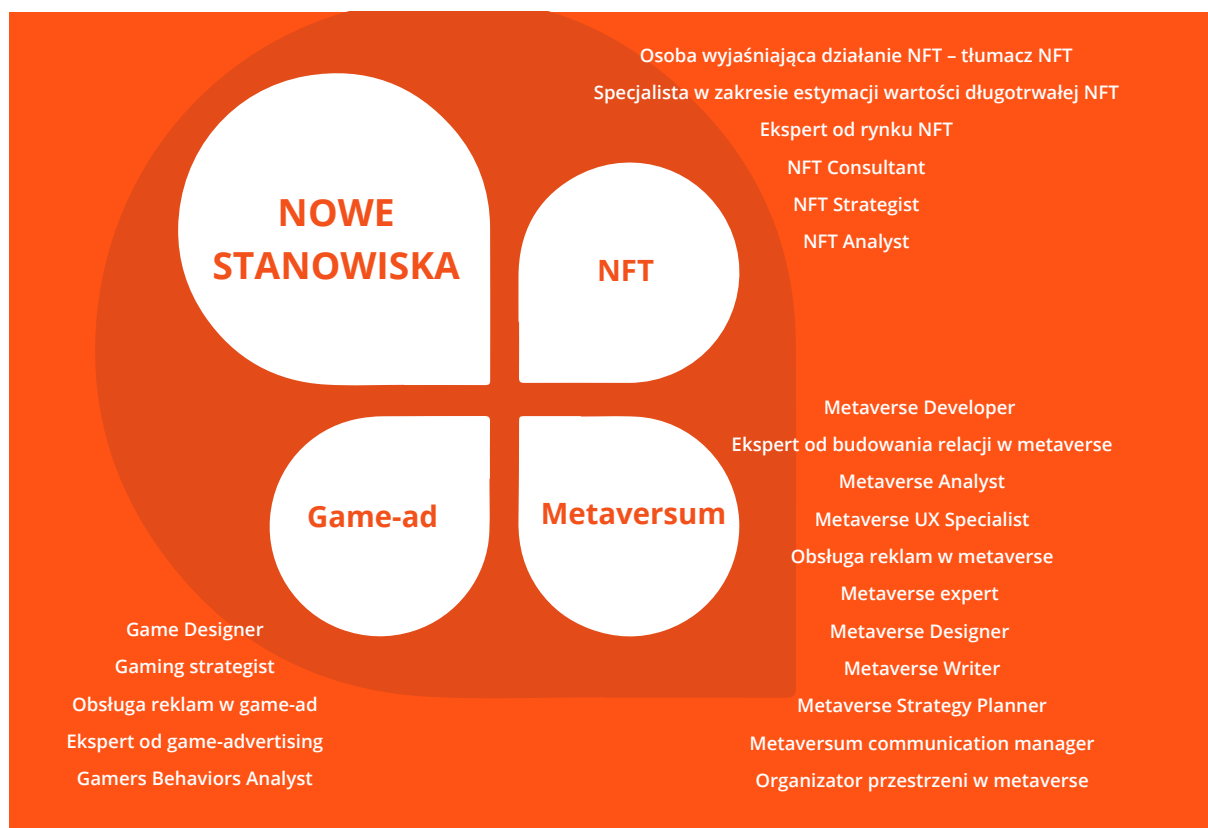 NOWE
STANOWISKA
Osoba wyjaśniająca działanie NFT – tłumacz NFT
Specjalista w zakresie estymacji wartości długotrwałej NFT
Ekspert od rynku NFT
NFT Consultant
NFT Strategist
NFT Analyst
NFT
Game-ad
Game Designer
Gaming strategist
Obsługa reklam w game-ad
Ekspert od game-advertising
Gamers Behaviors Analyst
Metaversum
Metaverse Developer
Ekspert od budowania relacji w metaverse
Metaverse Analyst
Metaverse UX Specialist
Obsługa reklam w metaverse
Metaverse expert
Metaverse Designer
Metaverse Writer
Metaverse Strategy Planner
Metaversum communication manager
Organizator przestrzeni w metaverse